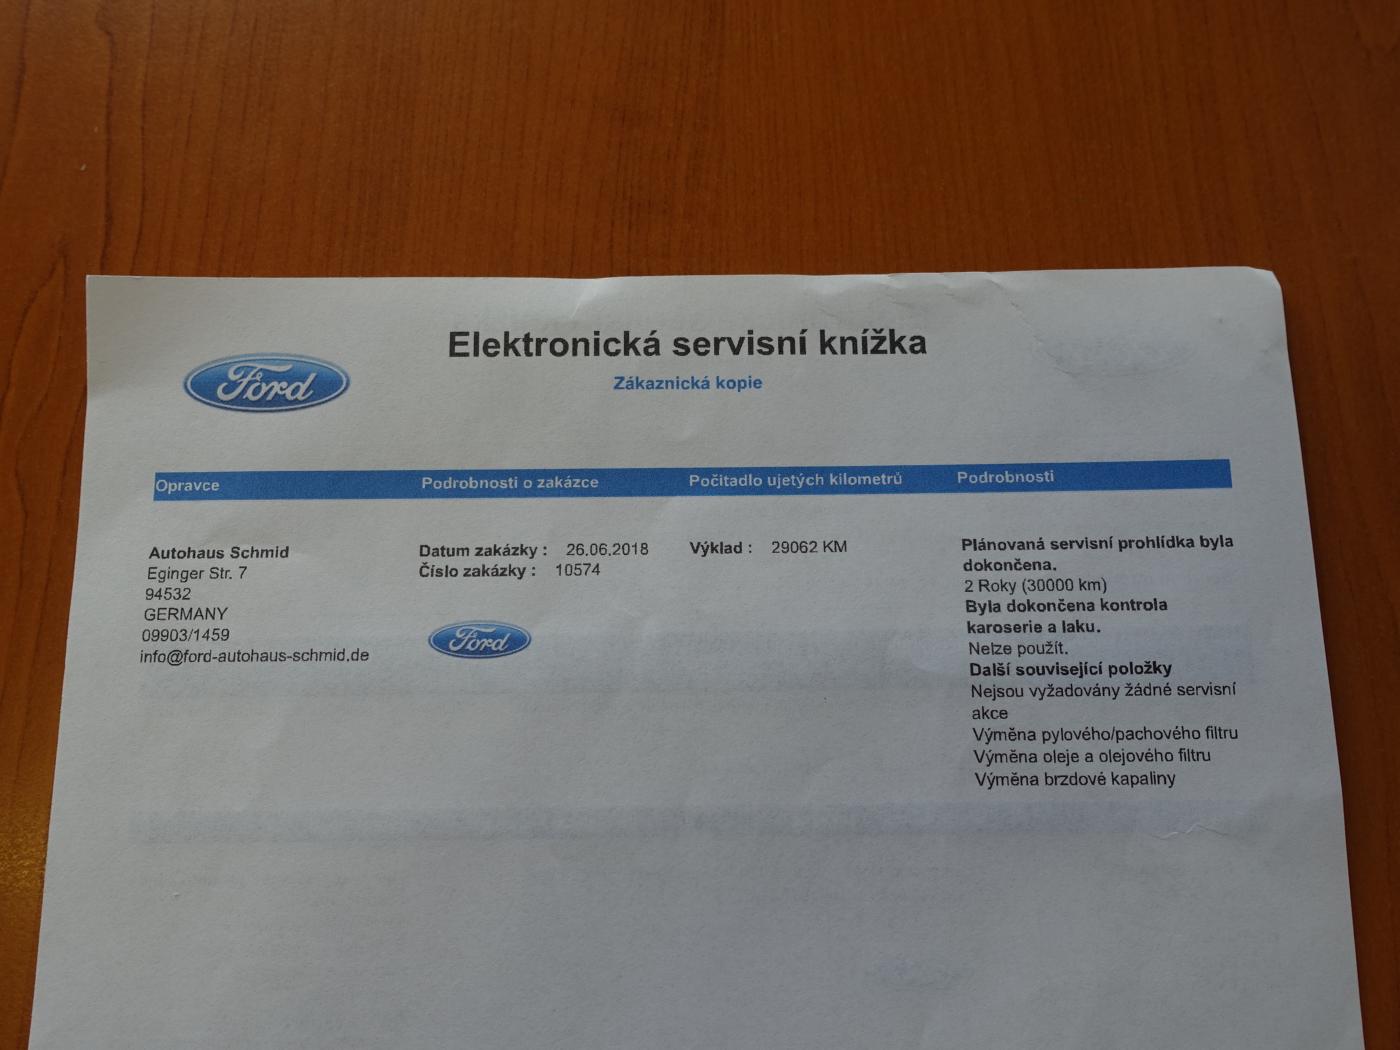 Elektronická servisní knížka
Ford
Zákaznická kopie
Opravce Podrobnosti o zakázce Počitadlo ujetých kilometrů Podrobnosti
Autohaus Schmid
Eginger Str. 7
94532
GERMANY
09903/1459
info@ford-autohaus-schmid.de
Datum zakázky : 26.06.2018
Číslo zakázky : 10574
Ford
Výklad : 29062 KM
Plánovaná servisní prohlídka byla
dokončena.
2 Roky (30000 km)
Byla dokončena kontrola
karoserie a laku.
Nelze použít.
Další související položky
Nejsou vyžadovány žádné servisní
akce
Výměna pylového/pachového filtru
Výměna oleje a olejového filtru
Výměna brzdové kapaliny